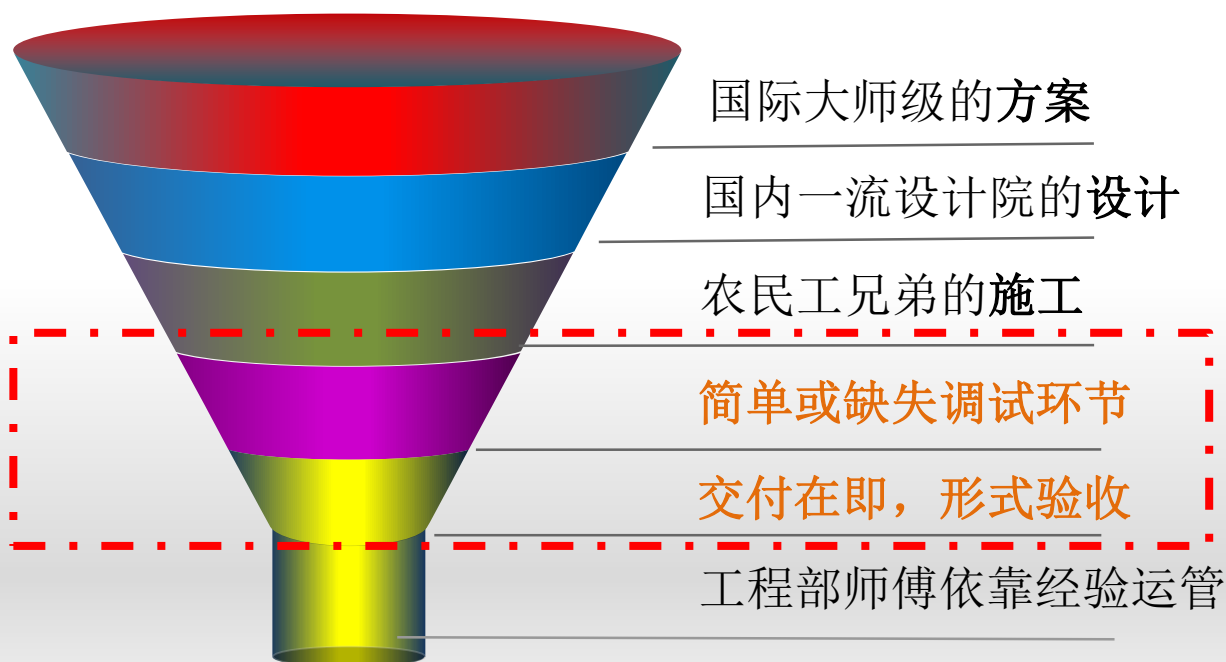 国际大师级的方案
国内一流设计院的设计
农民工兄弟的施工
简单或缺失调试环节
交付在即，形式验收
工程部师傅依靠经验运管